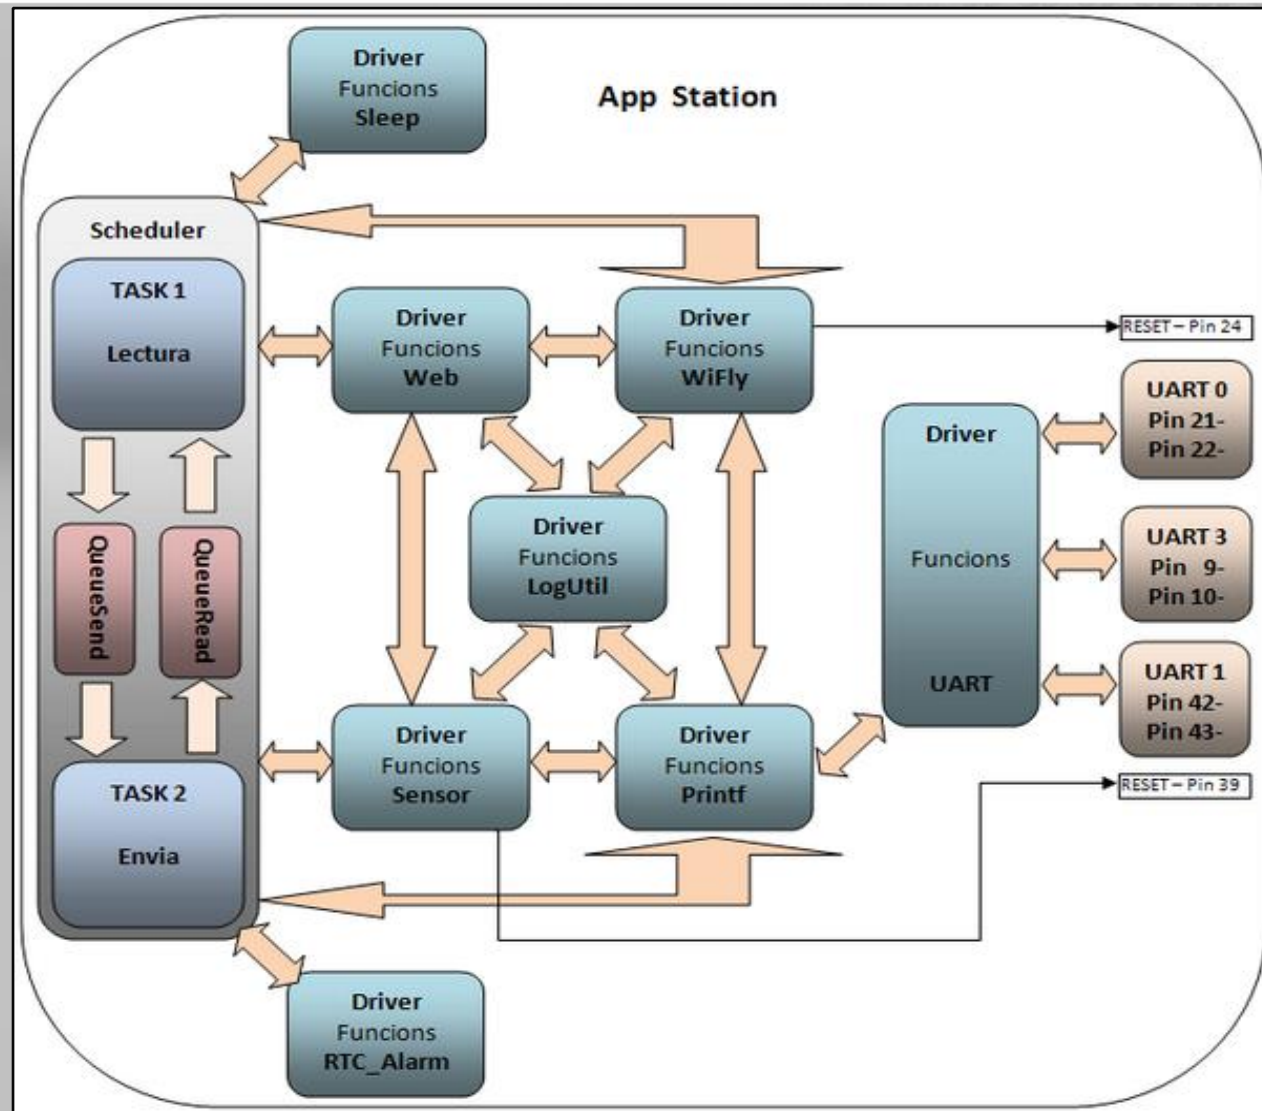 App Station
Driver
Funcions
Sleep
Scheduler
TASK 1
Lectura
QueueSend
QueueRead
TASK 2
Envia
Driver
Funcions
Web
Driver
Funcions
WiFly
Driver
Funcions
LogUtil
Driver
Funcions
Sensor
Driver
Funcions
Printf
Driver
Funcions
RTC_Alarm
Driver
Funcions
UART
RESET – Pin 24
UART 0
Pin 21-
Pin 22-
UART 3
Pin 9-
Pin 10-
UART 1
Pin 42-
Pin 43-
RESET – Pin 39